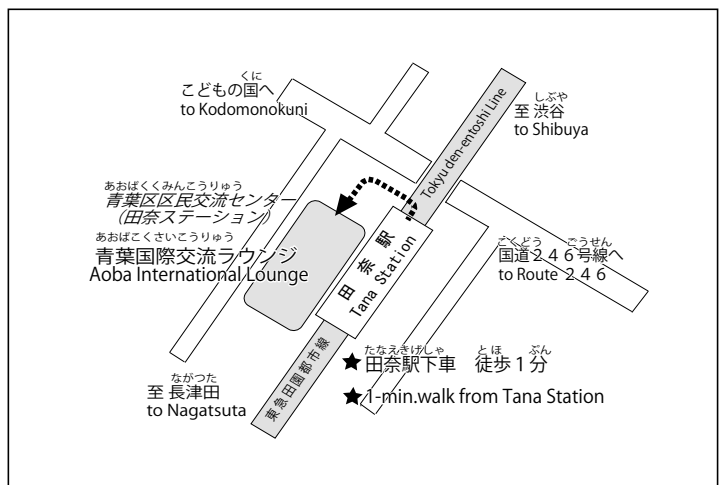 くに
こどもの国へ
to Kodomonokuni
しぶや
至 渋谷
to Shibuya
Tokyu den-entoshi Line
あおばくくみんこうりゅう
青葉区区民交流センター
(田奈ステーション)
あおばこくさいこうりゅう
青葉国際交流ラウンジ
Aoba International Lounge
田奈駅
Tana Station
こくどう ごうせん
国道246号線へ
to Route 246
ながつた
至 長津田
to Nagatsuta
東急田園都市線
たなえきげしゃ とほ ぷん
★田奈駅下車 徒歩1分
★1-min.walk from Tana Station